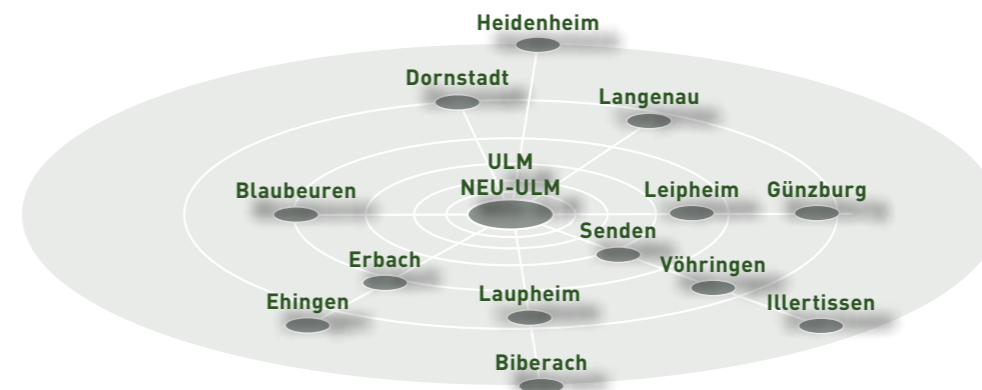 Heidenheim
Dornstadt
Langenau
ULM
NEU-ULM
Blaubeuren
Leipheim
Günzburg
Senden
Erbach
Vöhringen
Ehingen
Laupheim
Illertissen
Biberach